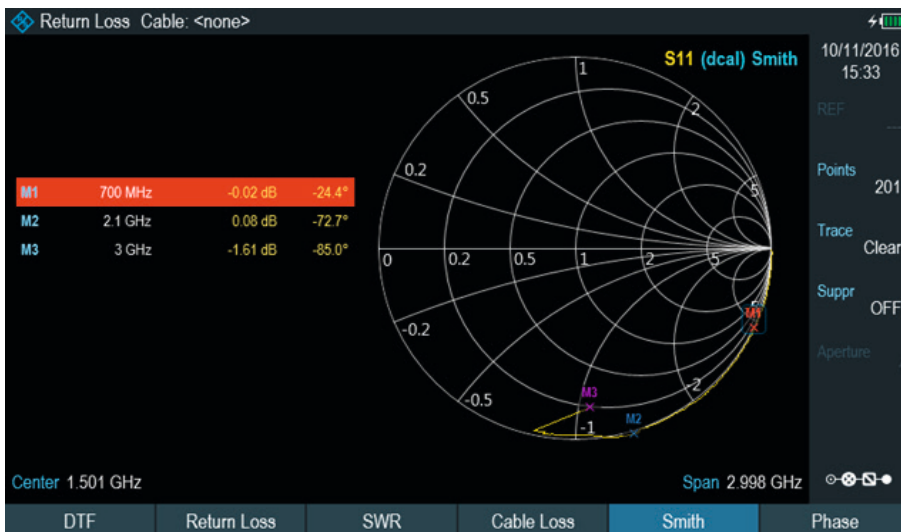 Return Loss Cable: <none>
10/11/2016
15:33
S11 (dcal) Smith
REF
---
Points
201
Trace
Clear
Suppr
OFF
Aperture
M1 700 MHz -0.02 dB -24.4°
M2 2.1 GHz 0.08 dB -72.7°
M3 3 GHz -1.61 dB -85.0°
1
0.5
2
0.2
5
0
0.2
0.5
1
2
5
-5
M1
-0.2
-0.5
-2
M3
M2
-1
Center 1.501 GHz
Span 2.998 GHz
DTF
Return Loss
SWR
Cable Loss
Smith
Phase